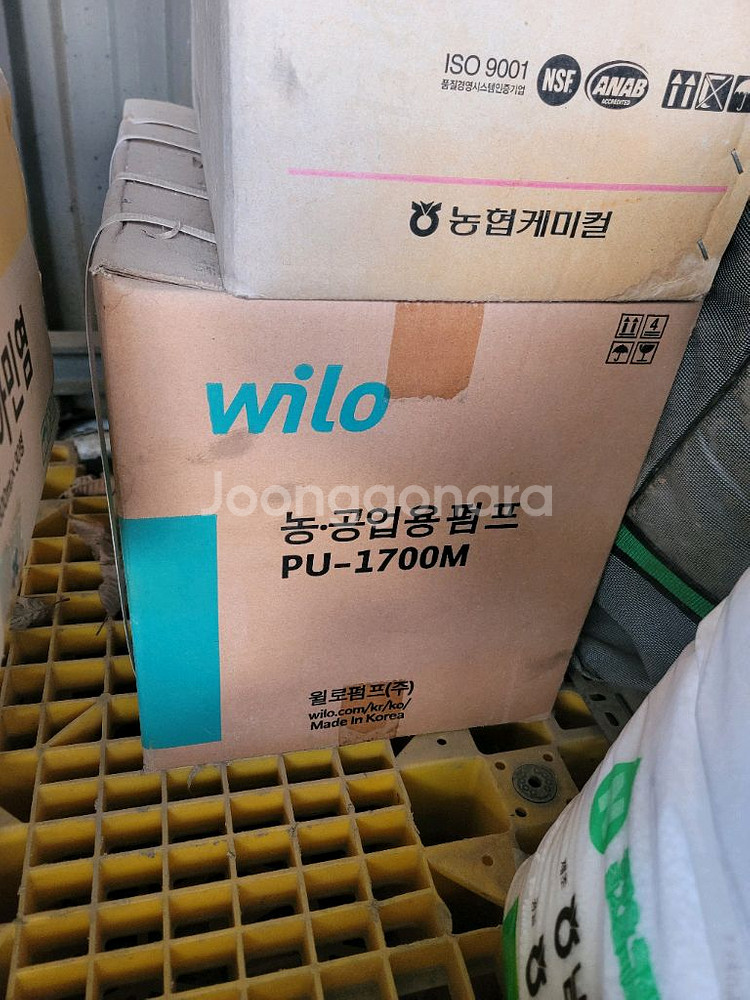 ISO 9001
품질경영시스템인증기업
NSF
ANAB
ACCREDITED
농협케미컬
4
wilo
Joonggonara
농·공업용 펌프
PU-1700M
윌로펌프(주)
wilo.com/kr/ko/
Made In Korea